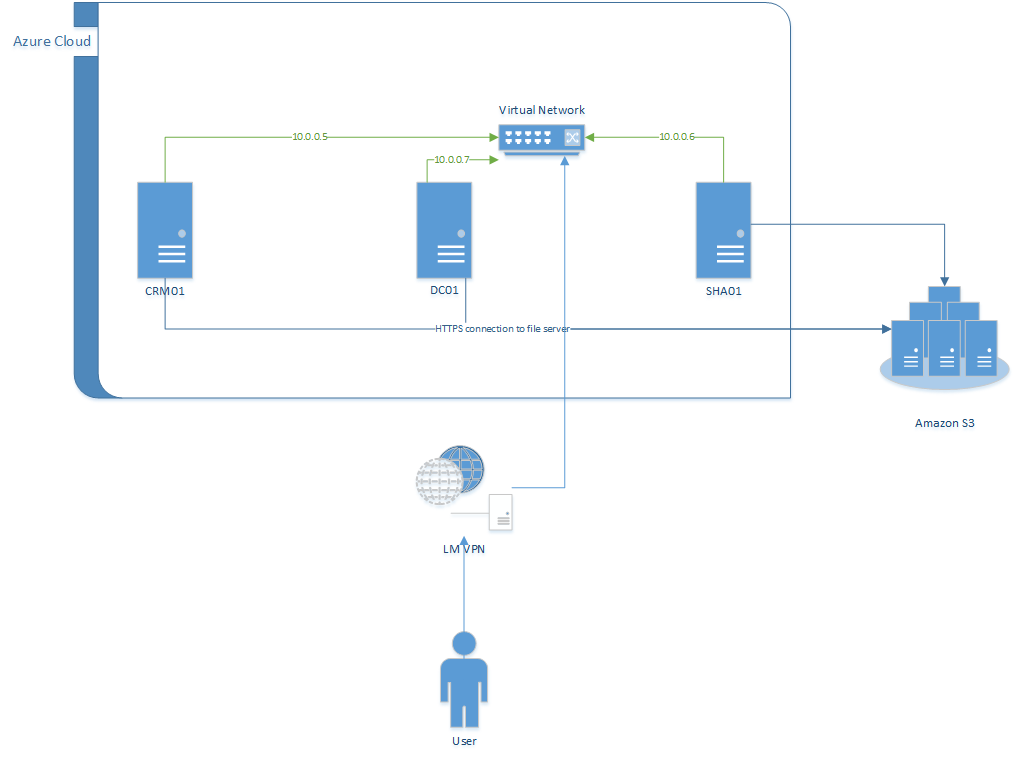 Azure Cloud
Virtual Network
10.0.0.5
10.0.0.6
10.0.0.7
CRM01
DC01
SHA01
HTTPS connection to file server
Amazon S3
LM VPN
User